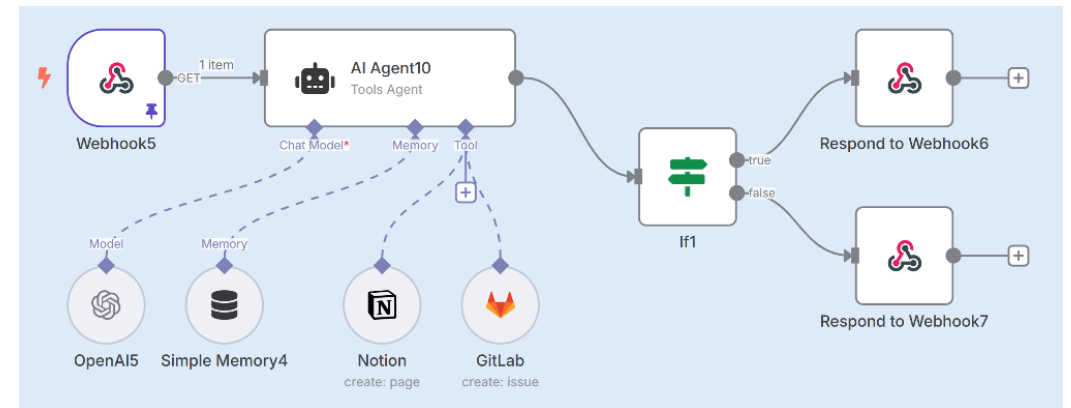 GET
1 item
AI Agent10
Tools Agent
Webhook5
Chat Model*
Memory
Tool
true
false
If1
Respond to Webhook6
Respond to Webhook7
Model
Memory
N
OpenAI5
Simple Memory4
Notion
create: page
GitLab
create: issue